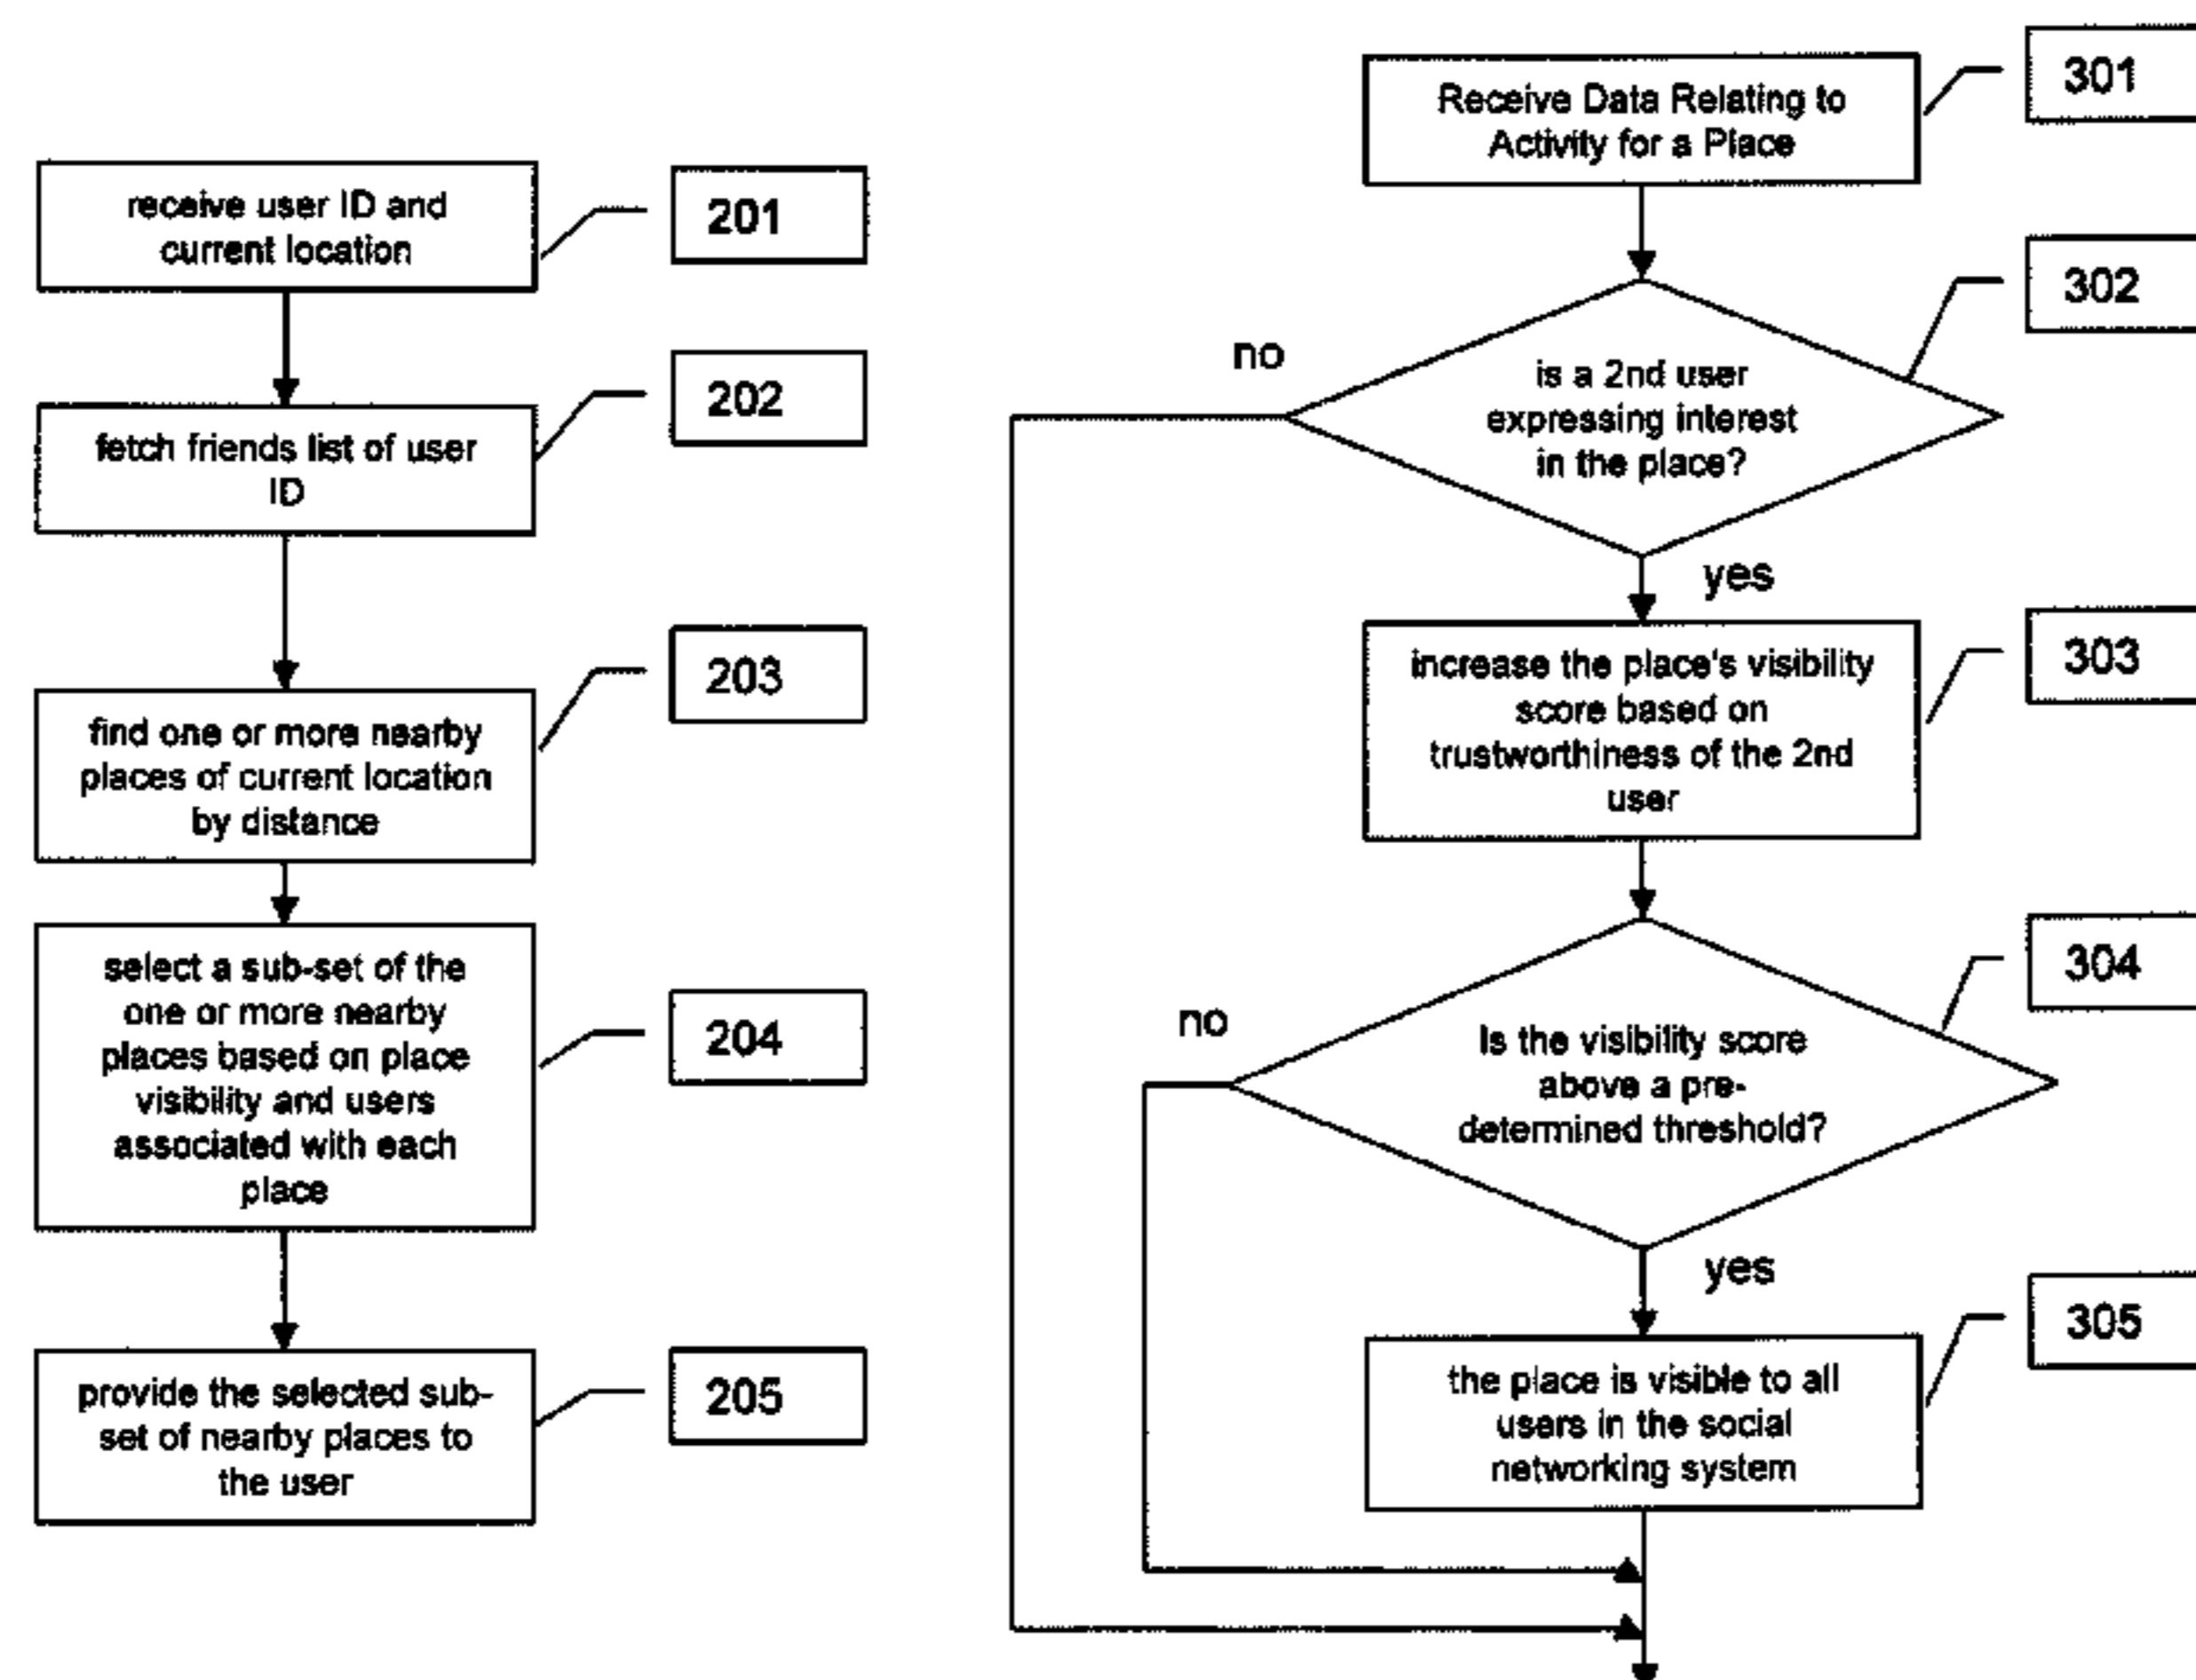 receive user ID and
current location
201
fetch friends list of user
ID
202
find one or more nearby
places of current location
by distance
203
select a sub-set of the
one or more nearby
places based on place
visibility and users
associated with each
place
204
provide the selected sub-
set of nearby places to
the user
205
Receive Data Relating to
Activity for a Place
301
is a 2nd user
expressing interest
in the place?
302
no
yes
increase the place's visibility
score based on
trustworthiness of the 2nd
user
303
Is the visibility score
above a pre-
determined threshold?
304
no
yes
the place is visible to all
users in the social
networking system
305